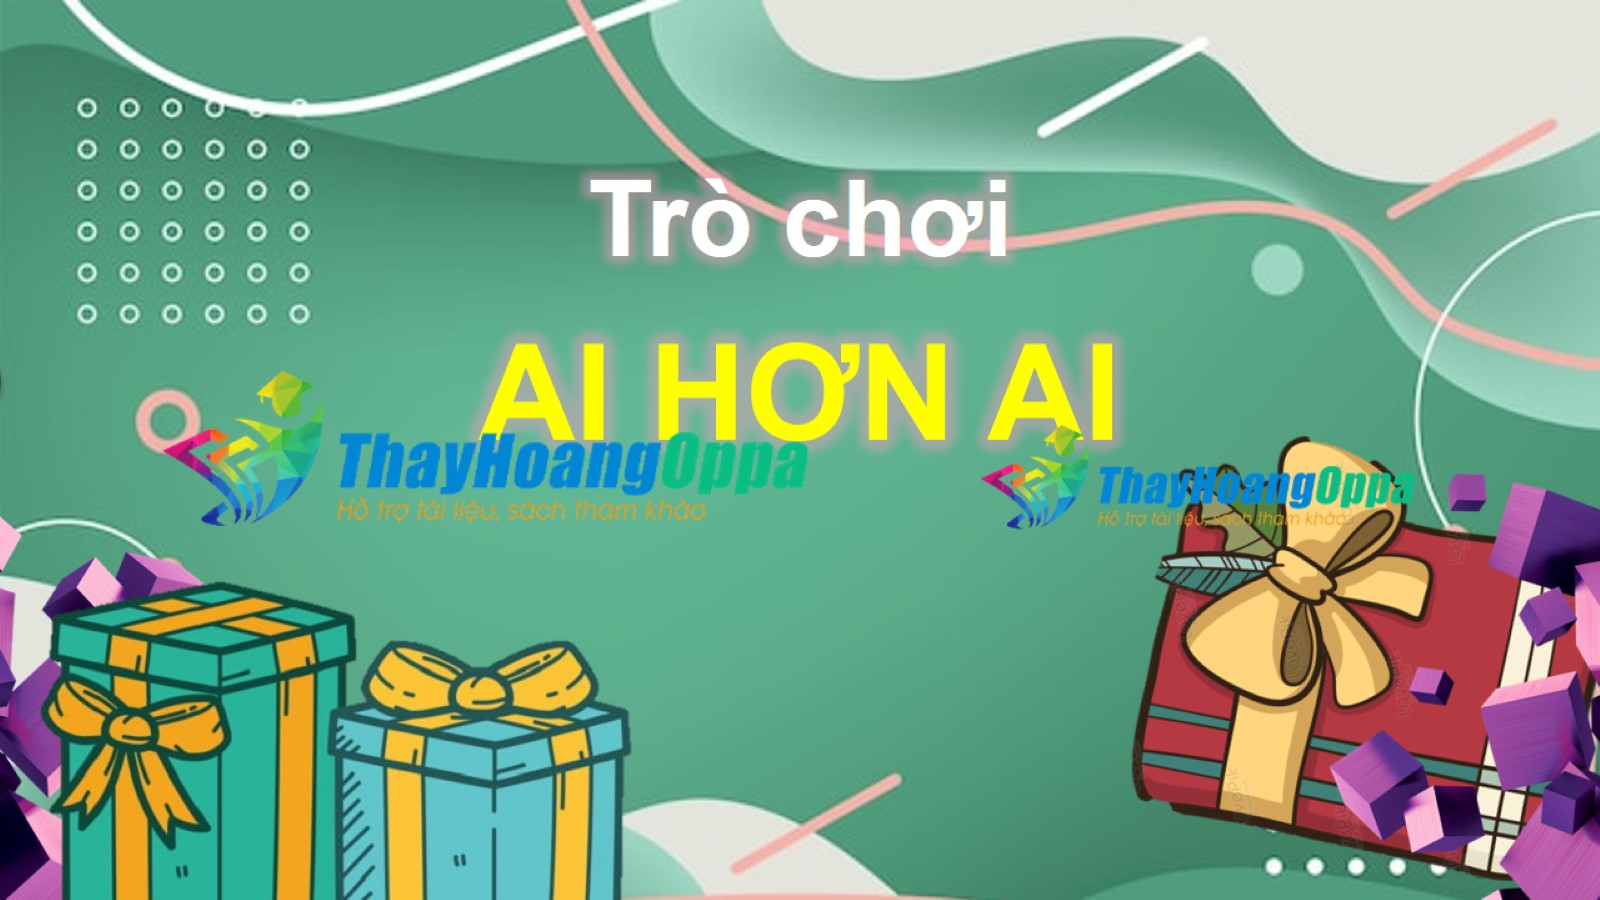 Trò chơi
AI HƠN AI
ThayHoangOppa
Hỗ trợ tài liệu, sách tham khảo
ThayHoangOppa
Hỗ trợ tài liệu, sách tham khảo